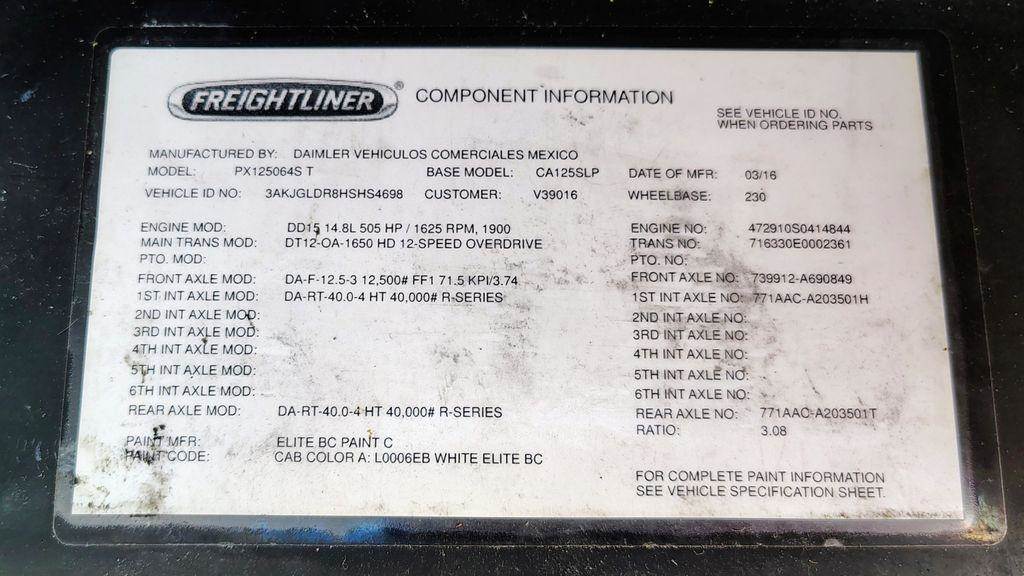 FREIGHTLINER® COMPONENT INFORMATION
SEE VEHICLE ID NO.
WHEN ORDERING PARTS
MANUFACTURED BY: DAIMLER VEHICULOS COMERCIALES MEXICO
MODEL: PX125064S T BASE MODEL: CA125SLP DATE OF MFR: 03/16
VEHICLE ID NO: 3AKJGLDR8HSHS4698 CUSTOMER: V39016 WHEELBASE: 230
ENGINE MOD: DD15 14.8L 505 HP / 1625 RPM, 1900 ENGINE NO: 472910S0414844
MAIN TRANS MOD: DT12-OA-1650 HD 12-SPEED OVERDRIVE TRANS NO: 716330E0002361
PTO. MOD: PTO. NO:
FRONT AXLE MOD: DA-F-12.5-3 12,500# FF1 71.5 KPI/3.74 FRONT AXLE NO: 739912-A690849
1ST INT AXLE MOD: DA-RT-40.0-4 HT 40,000# R-SERIES 1ST INT AXLE NO: 771AAC-A203501H
2ND INT AXLE MOD: 2ND INT AXLE NO:
3RD INT AXLE MOD: 3RD INT AXLE NO:
4TH INT AXLE MOD: 4TH INT AXLE NO:
5TH INT AXLE MOD: 5TH INT AXLE NO:
6TH INT AXLE MOD: 6TH INT AXLE NO:
REAR AXLE MOD: DA-RT-40.0-4 HT 40,000# R-SERIES REAR AXLE NO: 771AAC-A203501T
RATIO: 3.08
PAINT MFR: ELITE BC PAINT C
PAINT CODE: CAB COLOR A: L0006EB WHITE ELITE BC
FOR COMPLETE PAINT INFORMATION
SEE VEHICLE SPECIFICATION SHEET.